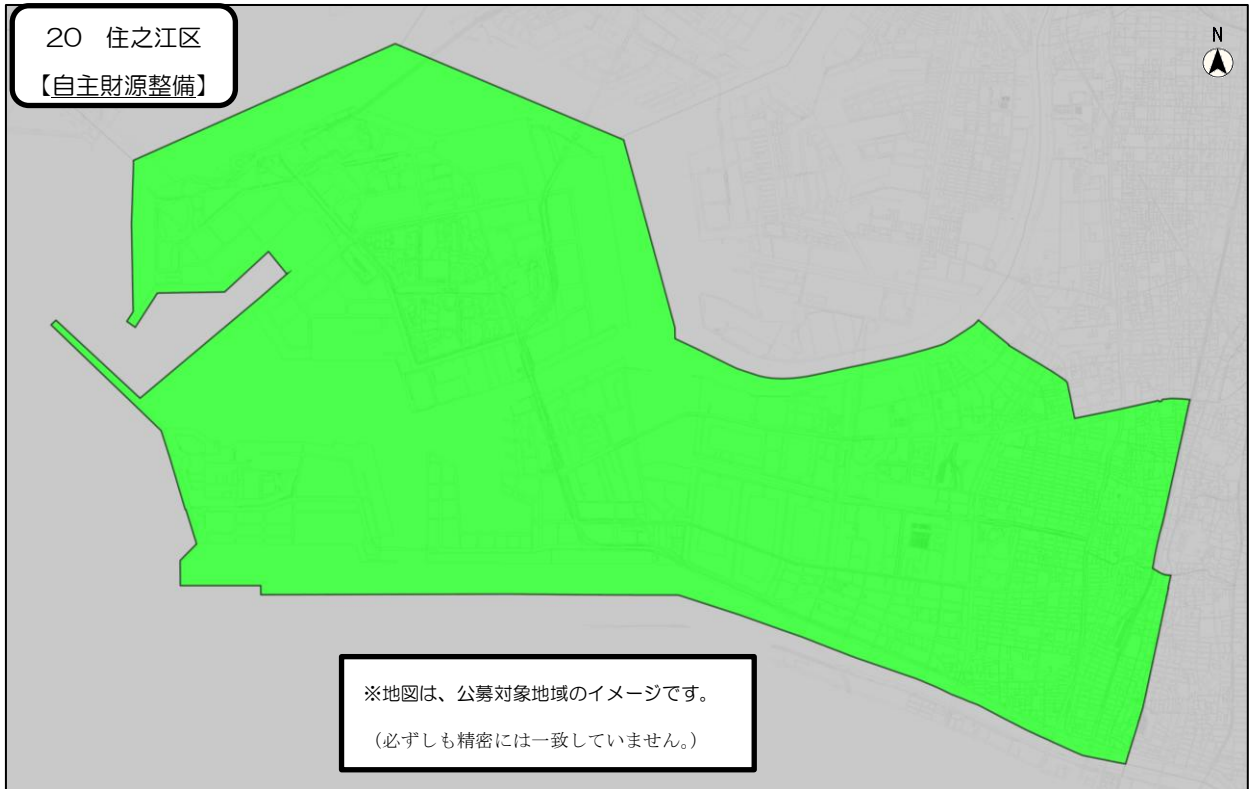 20　住之江区
【自主財源整備】
N
※地図は、公募対象地域のイメージです。
（必ずしも精密には一致していません。）